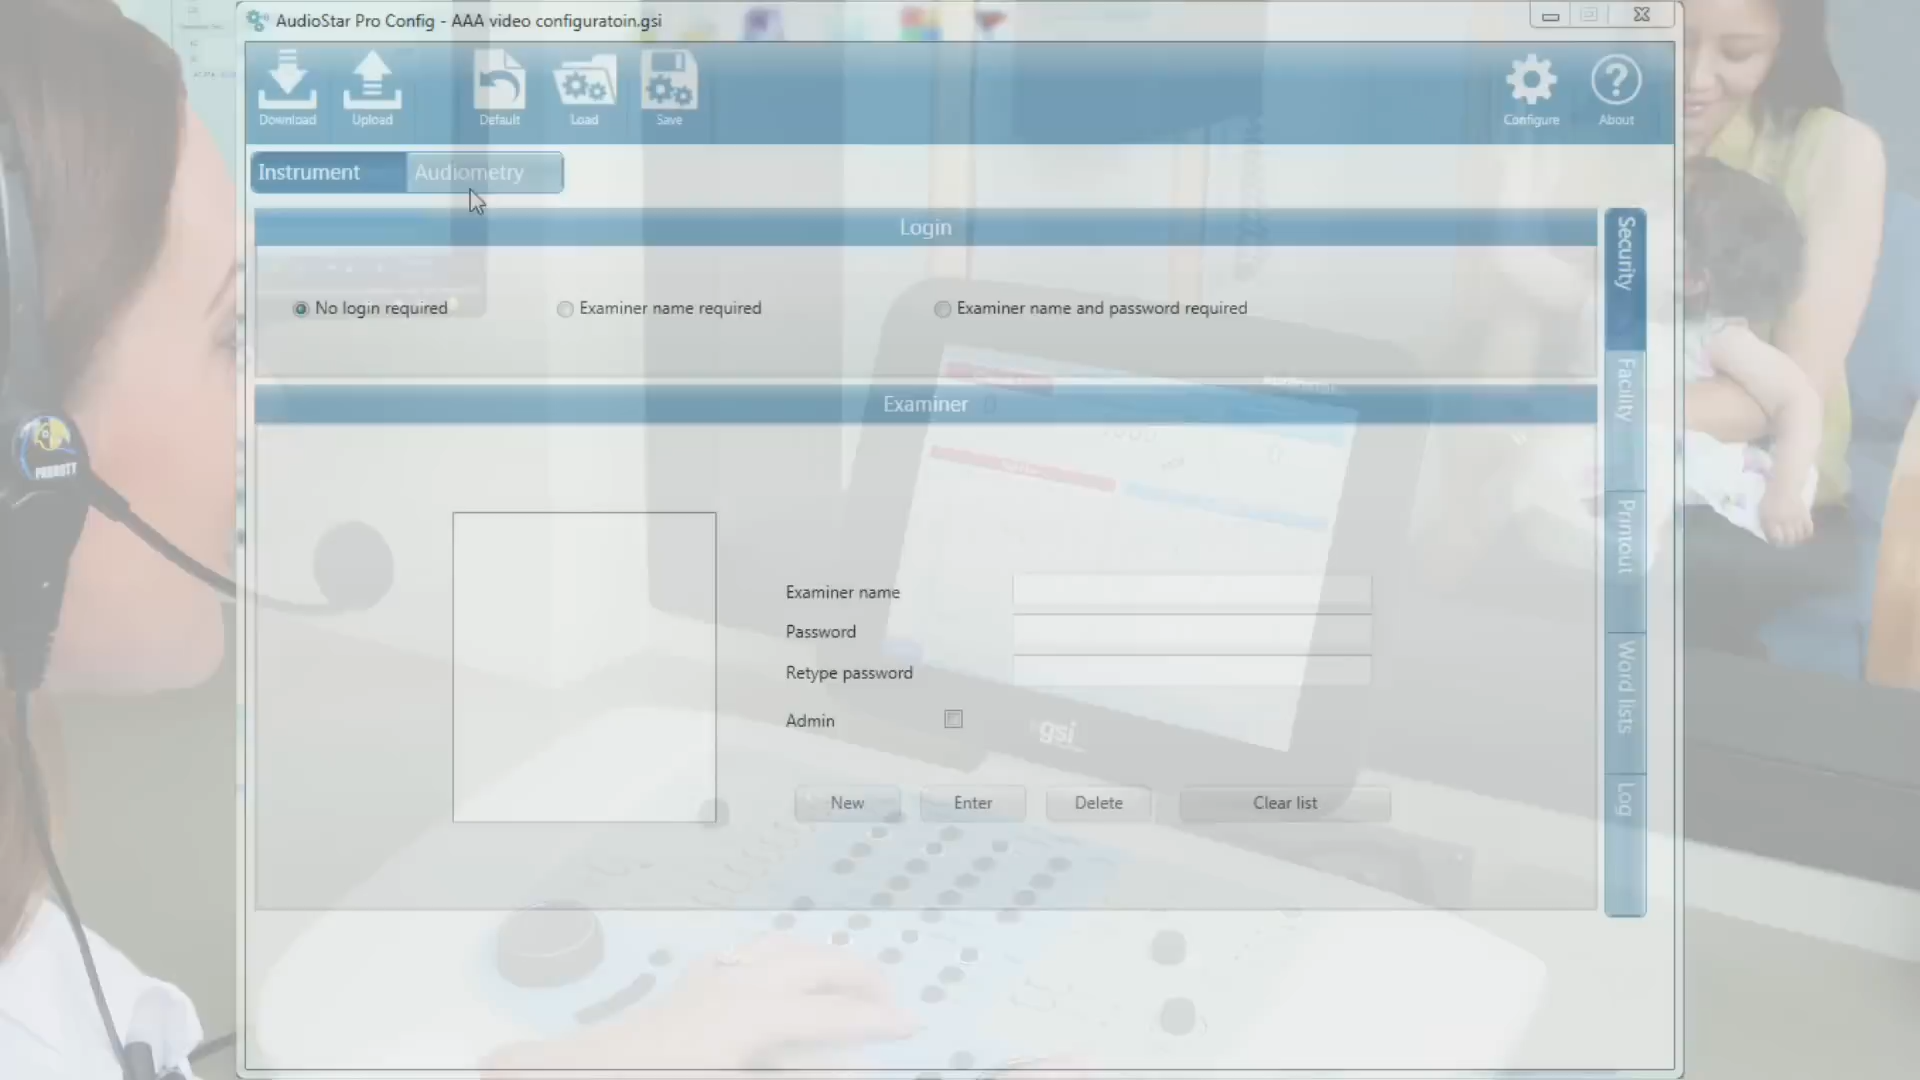 AudioStar Pro Config - AAA video configuratoin.gsi
Download
Upload
Default
Load
Save
Configure
About
Instrument
Audiometry
Login
No login required
Examiner name required
Examiner name and password required
Examiner
Examiner name
Password
Retype password
Admin
New
Enter
Delete
Clear list
Security
Facility
Printout
Word lists
Log
gsi